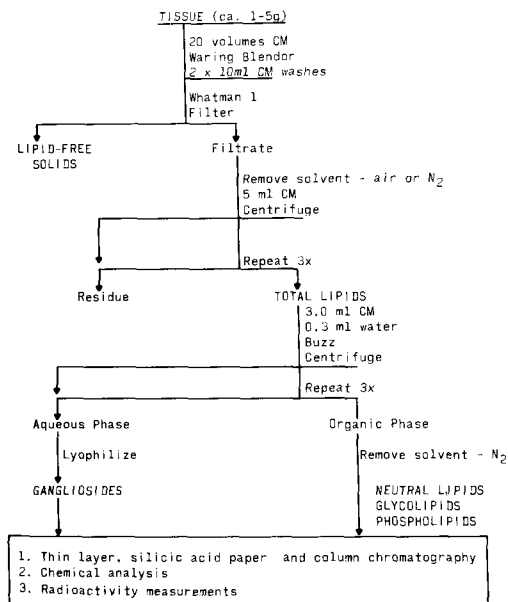 TISSUE (ca. 1-5g)
20 volumes CM
Waring Blendor
2 x 10ml CM washes
Whatman 1
Filter
LIPID-FREE
SOLIDS
Filtrate
Remove solvent - air or N2
5 ml CM
Centrifuge
Repeat 3x
Residue
TOTAL LIPIDS
3.0 ml CM
0.3 ml water
Buzz
Centrifuge
Repeat 3x
Aqueous Phase
Organic Phase
Lyophilize
Remove solvent - N2
GANGLIOSIDES
NEUTRAL LIPIDS
GLYCOLIPIDS
PHOSPHOLIPIDS
1. Thin layer, silicic acid paper and column chromatography
2. Chemical analysis
3. Radioactivity measurements